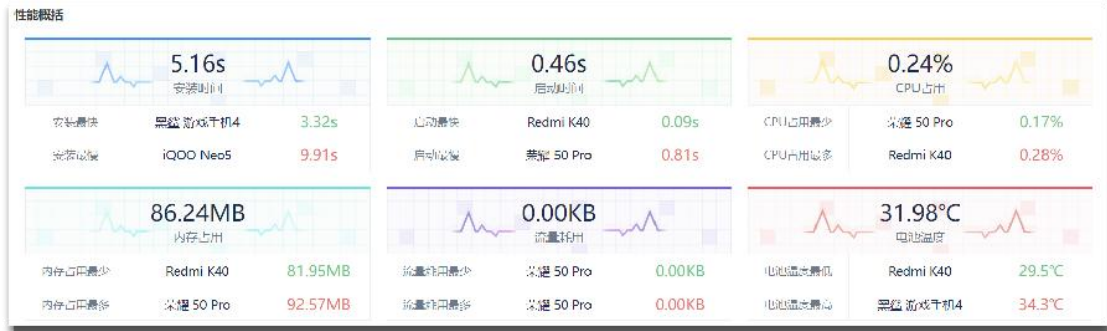 性能概括
5.16s 0.46s 0.24%
安装时间 启动时间 CPU占用
安装最快 黑鲨 游戏手机4 3.32s 启动最快 Redmi K40 0.09s CPU占用最少 荣耀 50 Pro 0.17%
安装最慢 iQOO Neo5 9.91s 启动最慢 荣耀 50 Pro 0.81s CPU占用最多 Redmi K40 0.28%
86.24MB 0.00KB 31.98°C
内存占用 流量耗用 电池温度
内存占用最少 Redmi K40 81.95MB 流量耗用最少 荣耀 50 Pro 0.00KB 电池温度最低 Redmi K40 29.5℃
内存占用最多 荣耀 50 Pro 92.57MB 流量耗用最多 荣耀 50 Pro 0.00KB 电池温度最高 黑鲨 游戏手机4 34.3℃